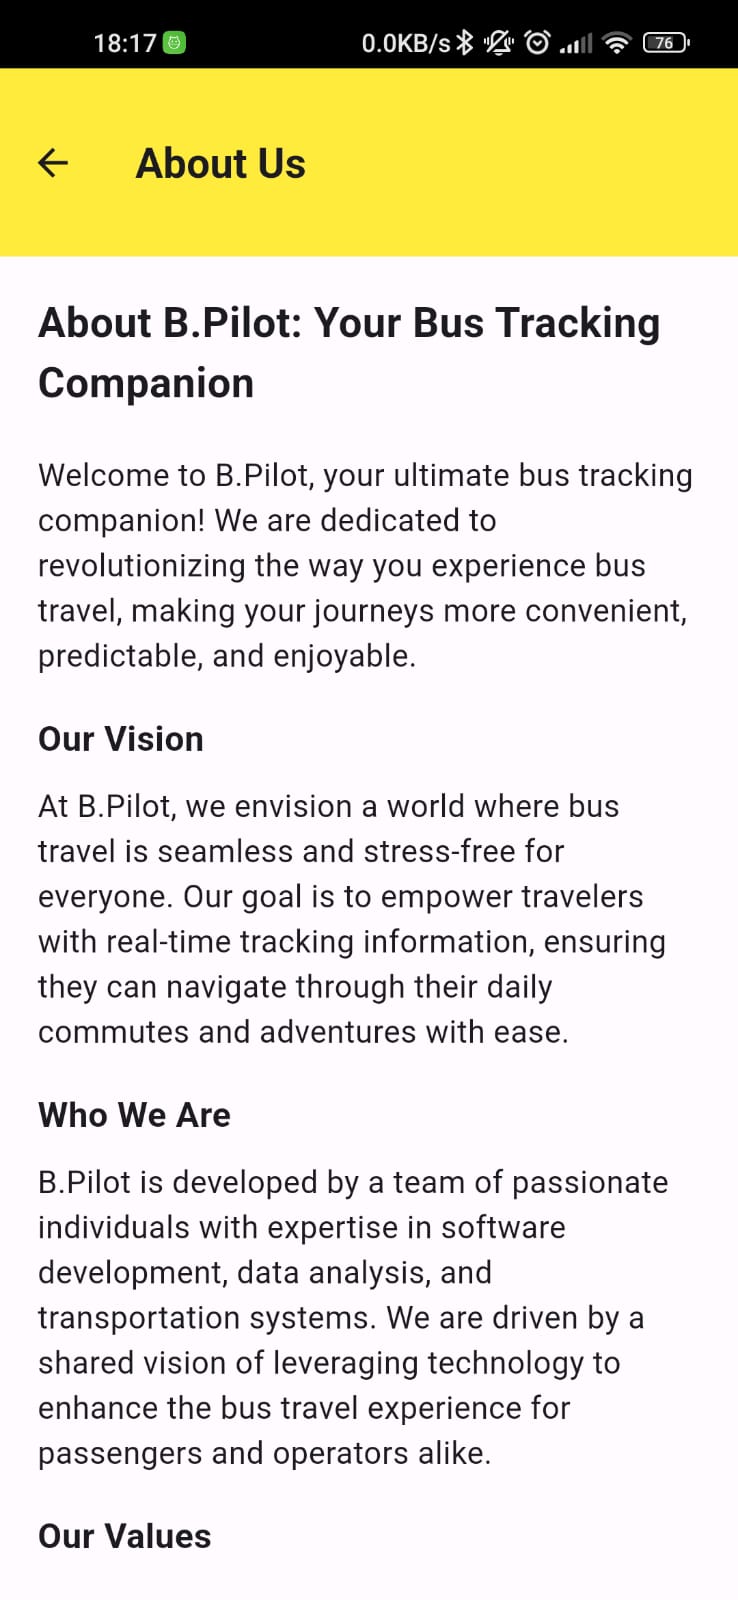 18:17
0.0KB/s
76
About Us
About B.Pilot: Your Bus Tracking
Companion
Welcome to B.Pilot, your ultimate bus tracking
companion! We are dedicated to
revolutionizing the way you experience bus
travel, making your journeys more convenient,
predictable, and enjoyable.
Our Vision
At B.Pilot, we envision a world where bus
travel is seamless and stress-free for
everyone. Our goal is to empower travelers
with real-time tracking information, ensuring
they can navigate through their daily
commutes and adventures with ease.
Who We Are
B.Pilot is developed by a team of passionate
individuals with expertise in software
development, data analysis, and
transportation systems. We are driven by a
shared vision of leveraging technology to
enhance the bus travel experience for
passengers and operators alike.
Our Values